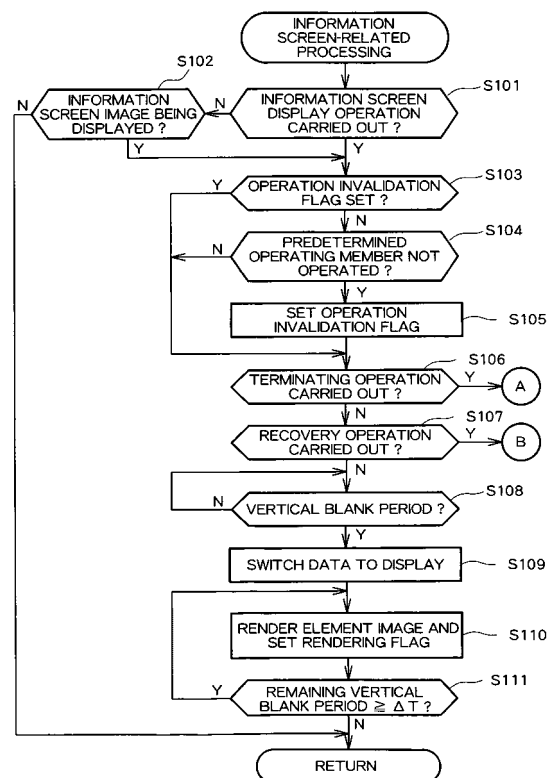 INFORMATION
SCREEN-RELATED
PROCESSING
S102
S101
N
INFORMATION
SCREEN IMAGE BEING
DISPLAYED ?
N
INFORMATION SCREEN
DISPLAY OPERATION
CARRIED OUT ?
Y
Y
S103
Y
OPERATION INVALIDATION
FLAG SET ?
N
S104
N
PREDETERMINED
OPERATING MEMBER NOT
OPERATED ?
Y
SET OPERATION
INVALIDATION FLAG
S105
S106
TERMINATING OPERATION
CARRIED OUT ?
Y
A
N
S107
RECOVERY OPERATION
CARRIED OUT ?
Y
B
N
S108
N
VERTICAL BLANK PERIOD ?
Y
SWITCH DATA TO DISPLAY
S109
RENDER ELEMENT IMAGE AND
SET RENDERING FLAG
S110
S111
Y
REMAINING VERTICAL
BLANK PERIOD ≧ ΔT ?
N
RETURN